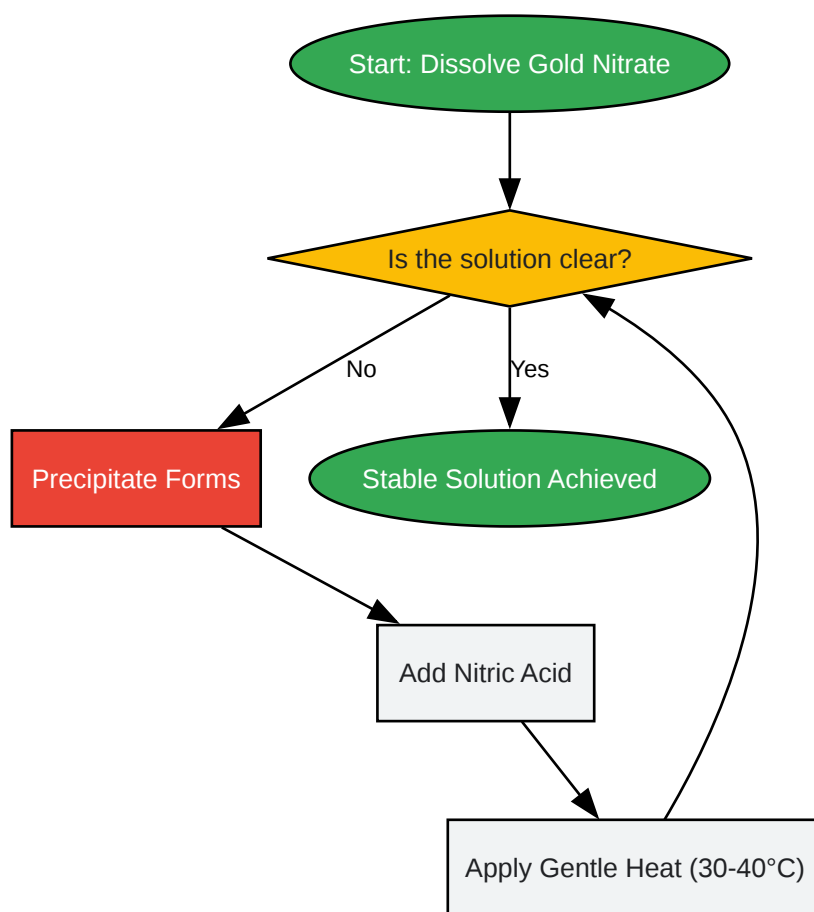 Start: Dissolve Gold Nitrate
Is the solution clear?
No
Yes
Precipitate Forms
Stable Solution Achieved
Add Nitric Acid
Apply Gentle Heat (30-40°C)